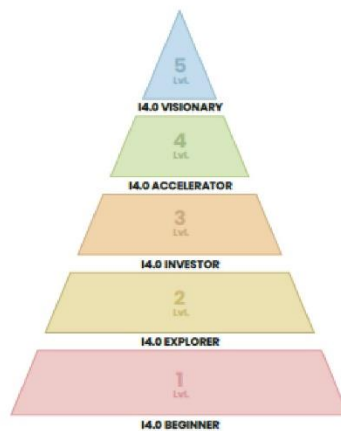 5
Lvl.
I4.0 VISIONARY
4
Lvl.
I4.0 ACCELERATOR
3
Lvl.
I4.0 INVESTOR
2
Lvl.
I4.0 EXPLORER
1
Lvl.
I4.0 BEGINNER